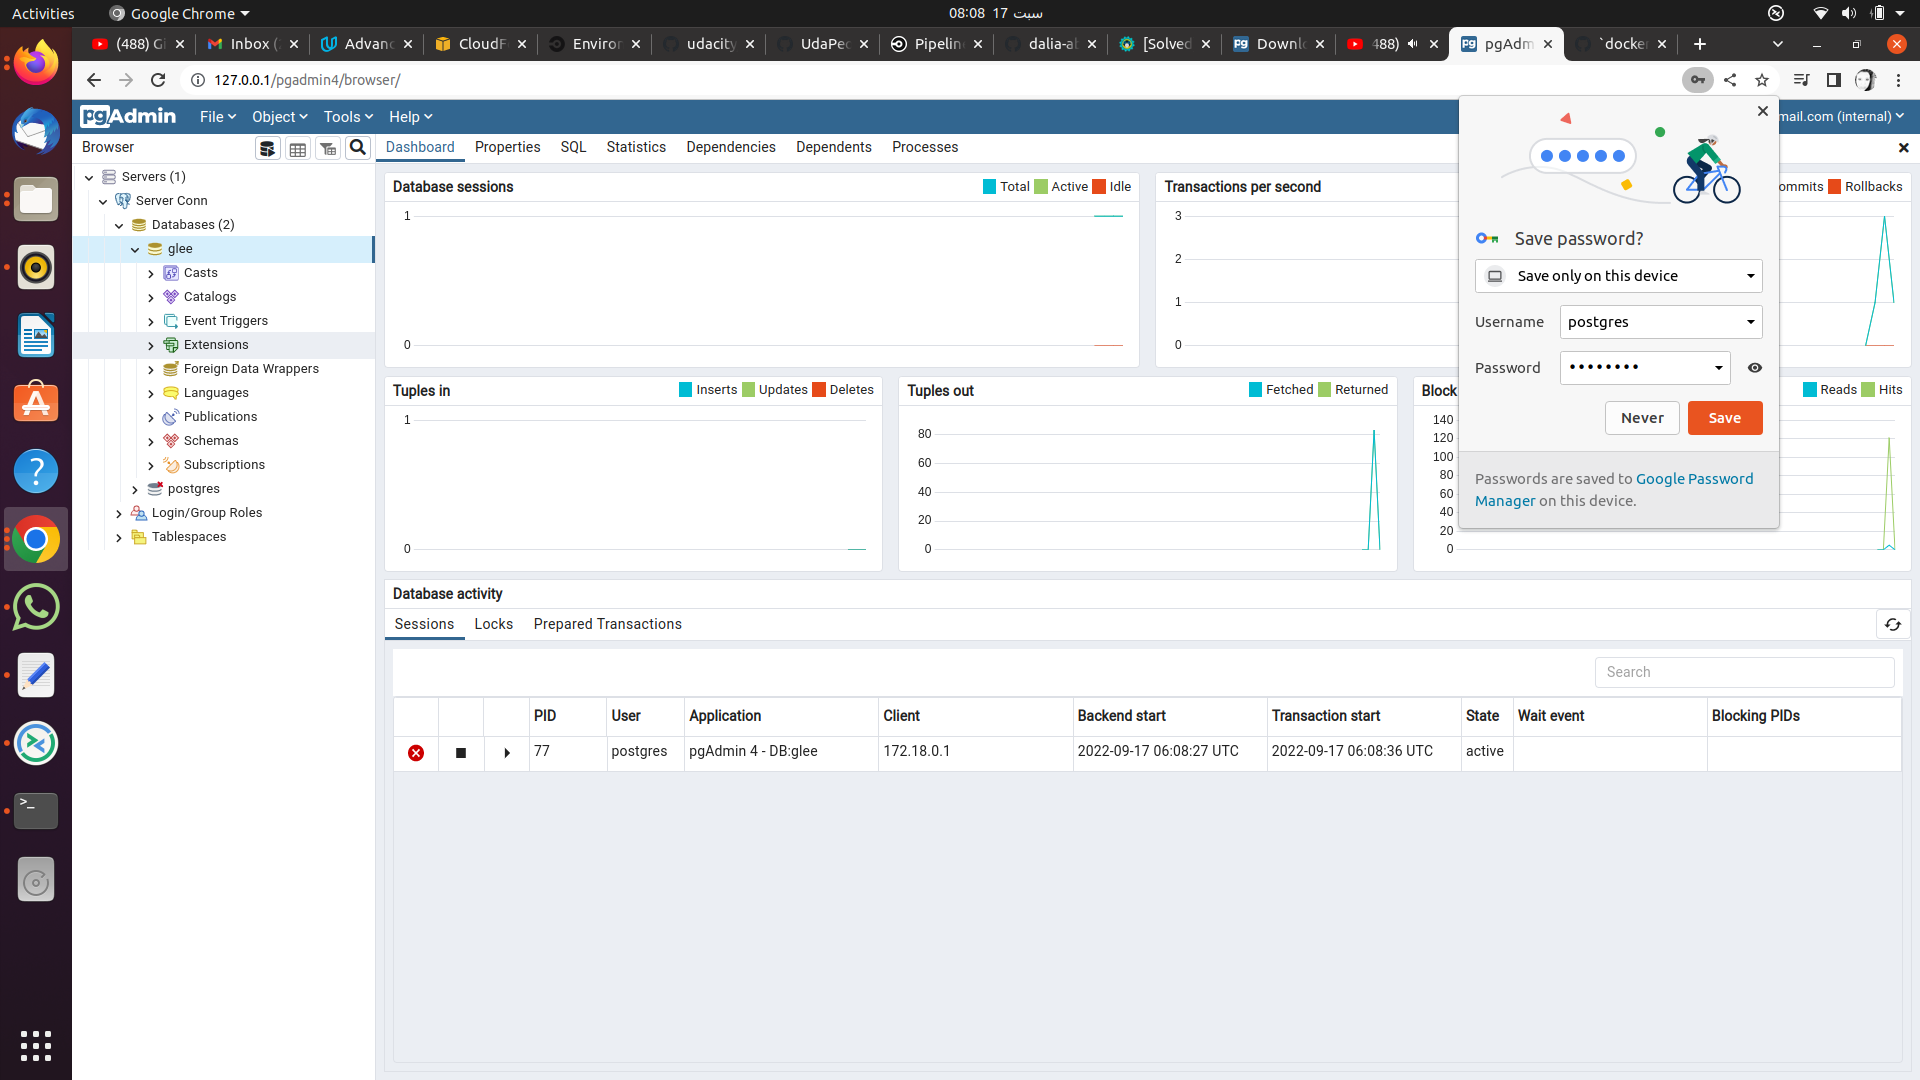 Activities
Google Chrome
08:08 17 سبت
(488) Gi
Inbox (
Advanc
CloudF
Environ
udacity
UdaPeo
Pipelin
dalia-al
[Solved
Downlo
488)
pgAdm
`docker
127.0.0.1/pgadmin4/browser/
pgAdmin
File
Object
Tools
Help
mail.com (internal)
Browser
Dashboard
Properties
SQL
Statistics
Dependencies
Dependents
Processes
Servers (1)
Server Conn
Databases (2)
glee
Casts
Catalogs
Event Triggers
Extensions
Foreign Data Wrappers
Languages
Publications
Schemas
Subscriptions
postgres
Login/Group Roles
Tablespaces
Database sessions
Total Active Idle
1
0
Transactions per second
ommits Rollbacks
3
2
1
0
Tuples in
Inserts Updates Deletes
1
0
Tuples out
Fetched Returned
80
60
40
20
0
Block
Reads Hits
140
120
100
80
60
40
20
0
Save password?
Save only on this device
Username postgres
Password ••••••••
Never Save
Passwords are saved to Google Password
Manager on this device.
Database activity
Sessions Locks Prepared Transactions
Search
PID User Application Client Backend start Transaction start State Wait event Blocking PIDs
77 postgres pgAdmin 4 - DB:glee 172.18.0.1 2022-09-17 06:08:27 UTC 2022-09-17 06:08:36 UTC active